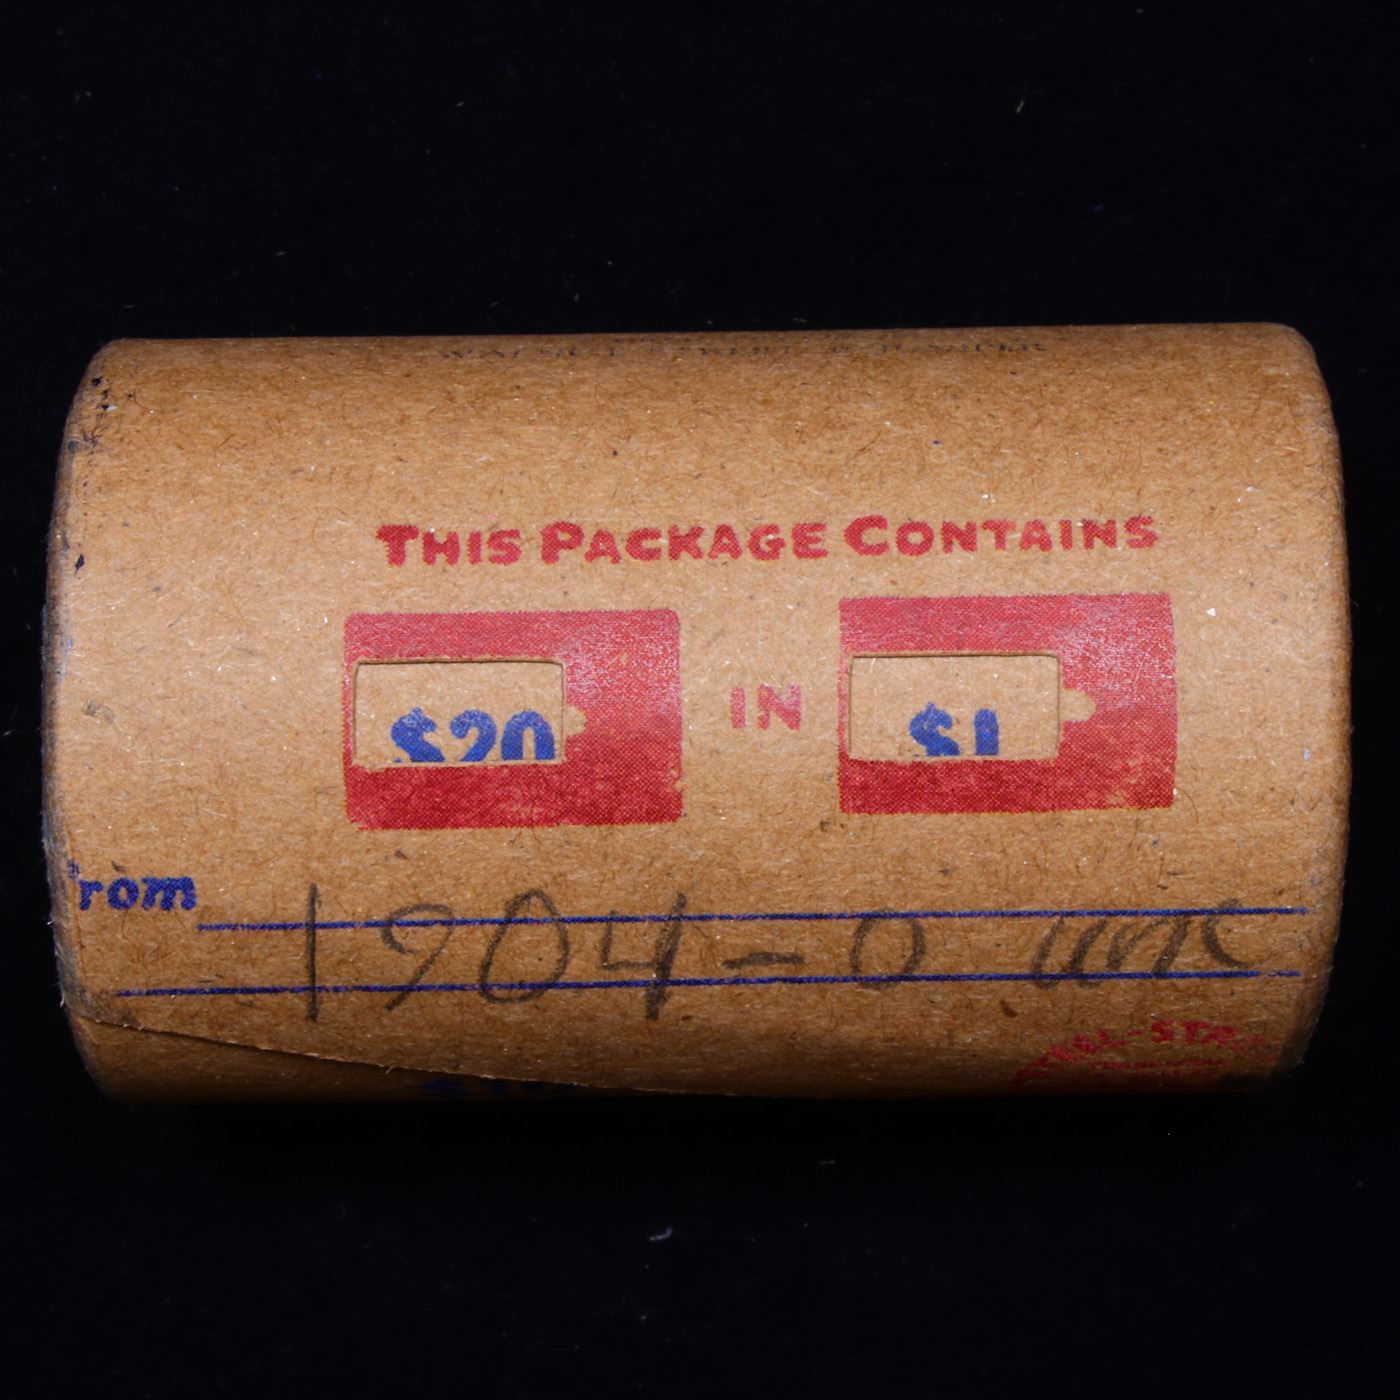 THIS PACKAGE CONTAINS
$20 IN $1
rom
1904-O unc